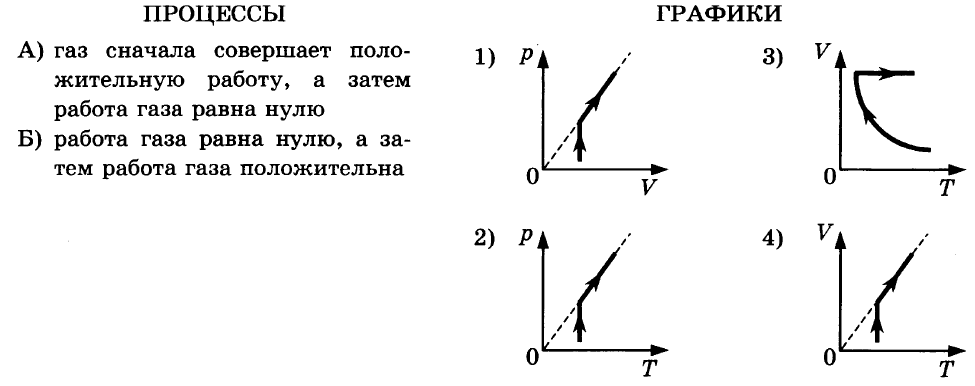 ПРОЦЕССЫ
А) газ сначала совершает поло-
жительную работу, а затем
работа газа равна нулю
Б) работа газа равна нулю, а за-
тем работа газа положительна
ГРАФИКИ
1) p
0 V
3) V
0 T
2) p
0 T
4) V
0 T